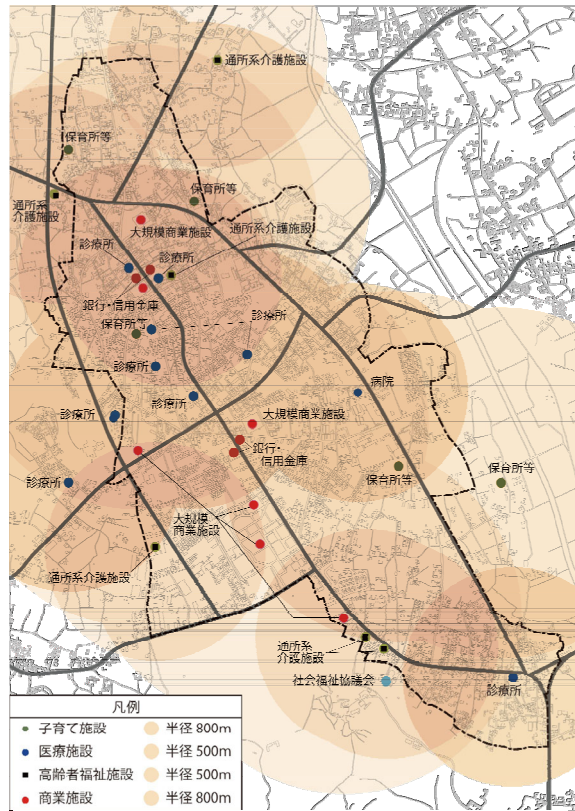 通所系介護施設
保育所等
保育所等
通所系
介護施設
大規模商業施設
通所系介護施設
診療所
診療所
銀行・信用金庫
保育所等
診療所
診療所
病院
診療所
診療所
大規模商業施設
銀行・
信用金庫
保育所等
保育所等
診療所
大規模
商業施設
通所系介護施設
通所系
介護施設
社会福祉協議会
診療所
凡例
子育て施設 半径 800m
医療施設 半径 500m
高齢者福祉施設 半径 500m
商業施設 半径 800m